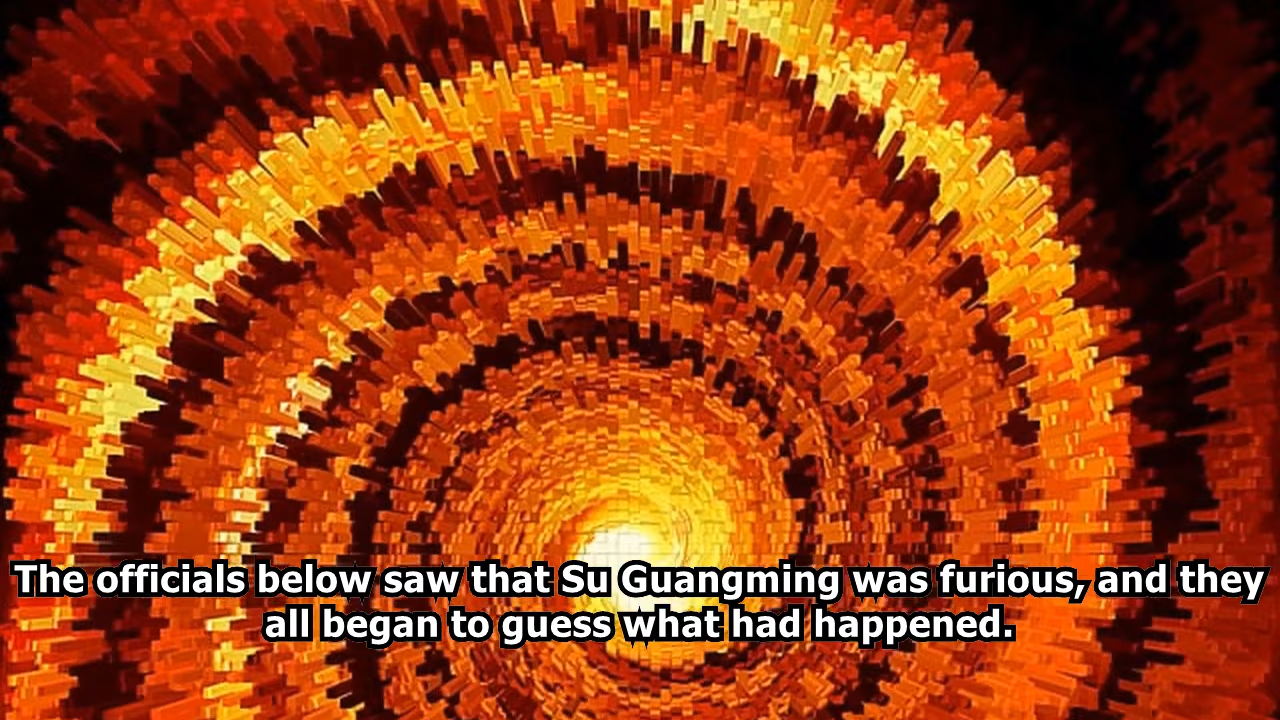 The officials below saw that Su Guangming was furious, and they
all began to guess what had happened.